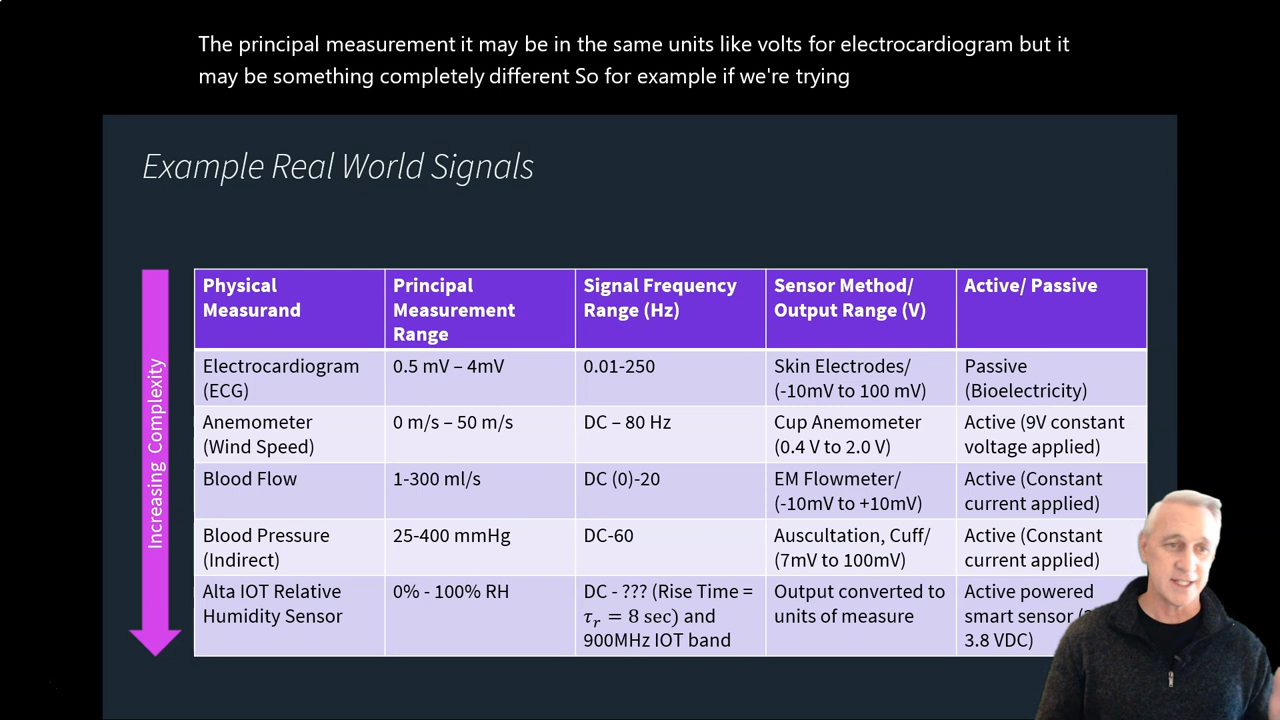 The principal measurement it may be in the same units like volts for electrocardiogram but it
may be something completely different So for example if we're trying
Example Real World Signals
Increasing Complexity
Physical
Measurand
Principal
Measurement
Range
Signal Frequency
Range (Hz)
Sensor Method/
Output Range (V)
Active/ Passive
Electrocardiogram
(ECG)
0.5 mV – 4mV
0.01-250
Skin Electrodes/
(-10mV to 100 mV)
Passive
(Bioelectricity)
Anemometer
(Wind Speed)
0 m/s – 50 m/s
DC – 80 Hz
Cup Anemometer
(0.4 V to 2.0 V)
Active (9V constant
voltage applied)
Blood Flow
1-300 ml/s
DC (0)-20
EM Flowmeter/
(-10mV to +10mV)
Active (Constant
current applied)
Blood Pressure
(Indirect)
25-400 mmHg
DC-60
Auscultation, Cuff/
(7mV to 100mV)
Active (Constant
current applied)
Alta IOT Relative
Humidity Sensor
0% - 100% RH
DC - ??? (Rise Time =
τᵣ = 8 sec) and
900MHz IOT band
Output converted to
units of measure
Active powered
smart sensor
3.8 VDC)